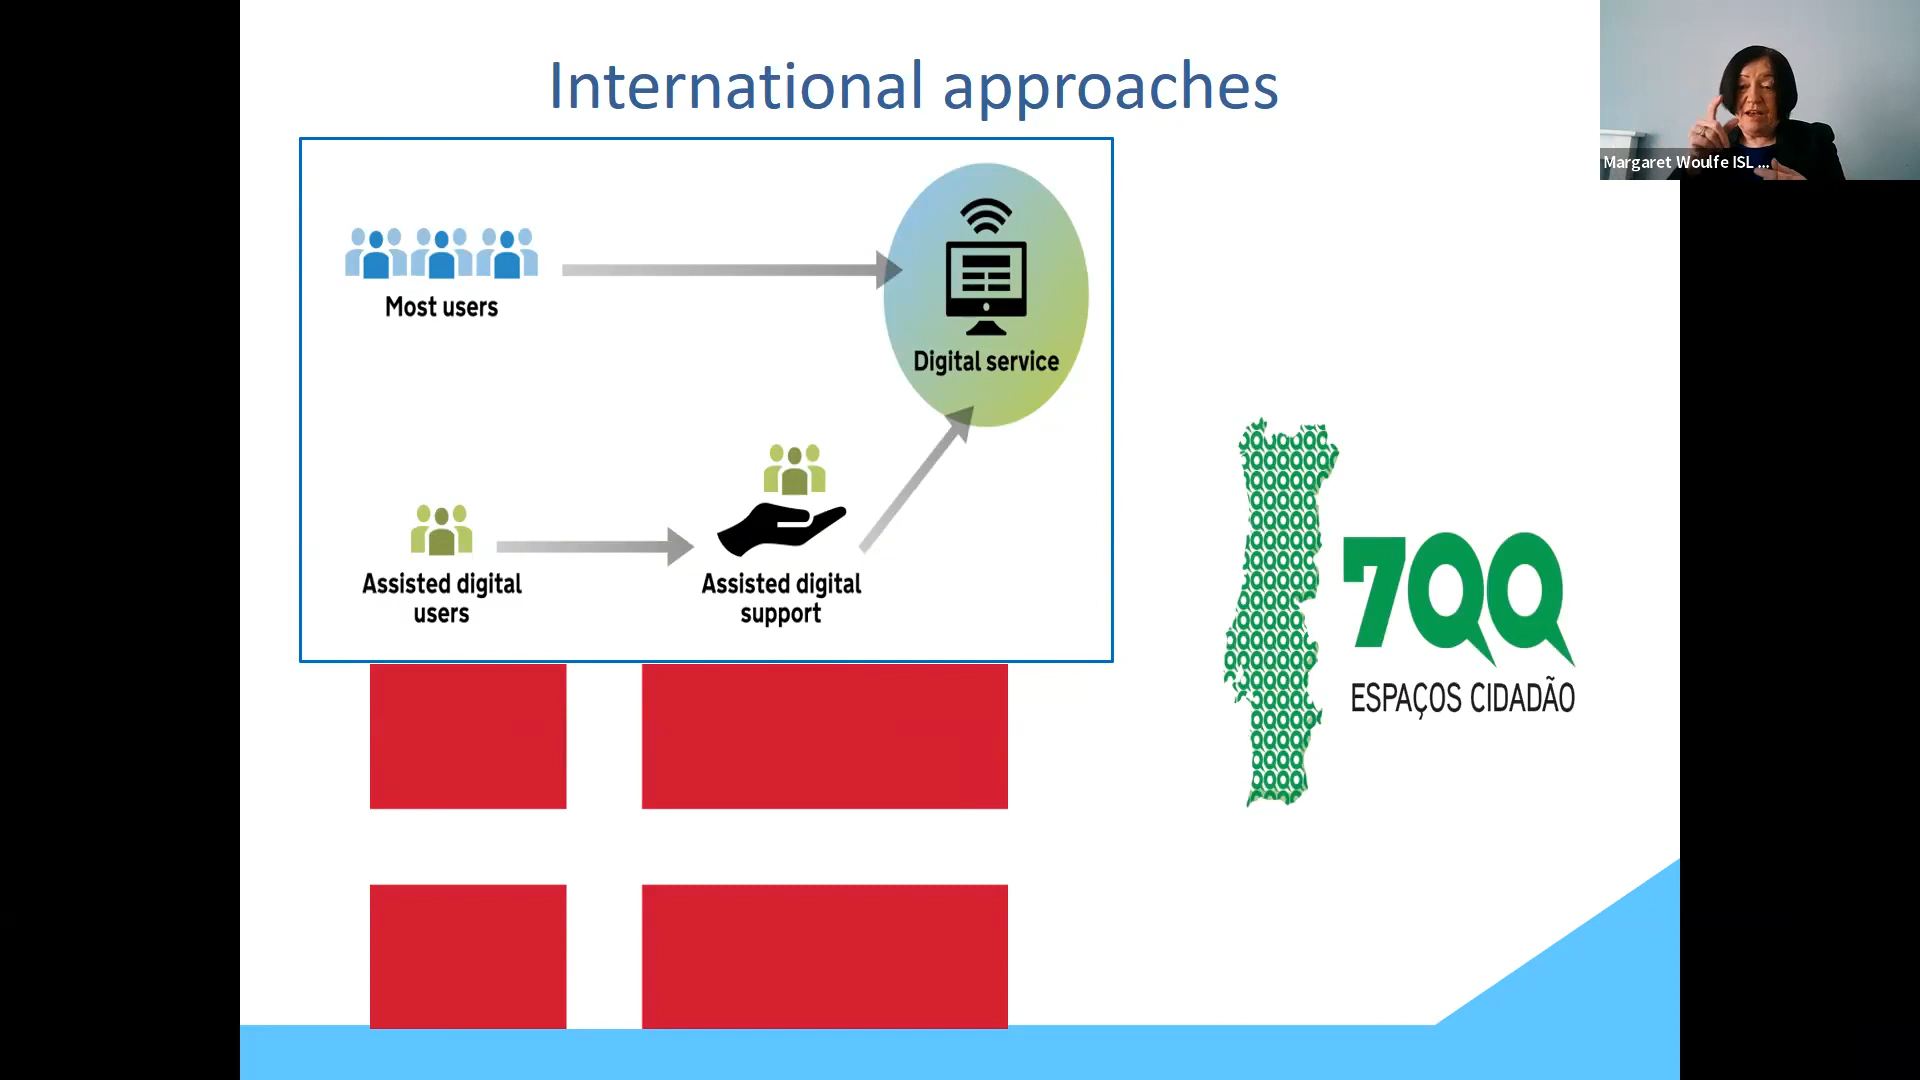 International approaches
Margaret Woulfe ISL ...
Most users
Digital service
Assisted digital
users
Assisted digital
support
700
ESPAÇOS CIDADÃO